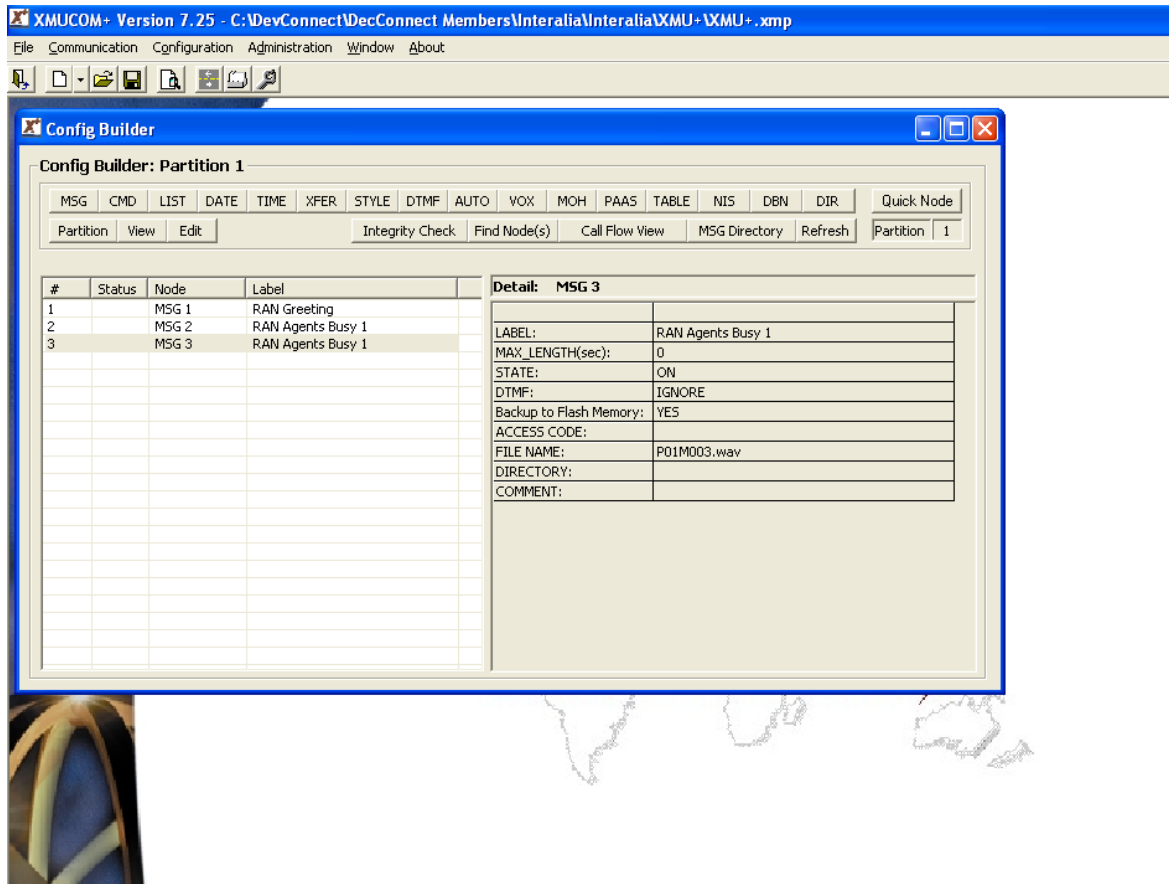 XMUCOM+ Version 7.25 - C:\DevConnect\DecConnect Members\Interalia\Interalia\XMU+\XMU+.xmp
File Communication Configuration Administration Window About
Config Builder
Config Builder: Partition 1
MSG CMD LIST DATE TIME XFER STYLE DTMF AUTO VOX MOH PAAS TABLE NIS DBN DIR Quick Node
Partition View Edit Integrity Check Find Node(s) Call Flow View MSG Directory Refresh Partition 1
# Status Node Label
1 MSG 1 RAN Greeting
2 MSG 2 RAN Agents Busy 1
3 MSG 3 RAN Agents Busy 1
Detail: MSG 3
LABEL: RAN Agents Busy 1
MAX_LENGTH(sec): 0
STATE: ON
DTMF: IGNORE
Backup to Flash Memory: YES
ACCESS CODE:
FILE NAME: P01M003.wav
DIRECTORY:
COMMENT: